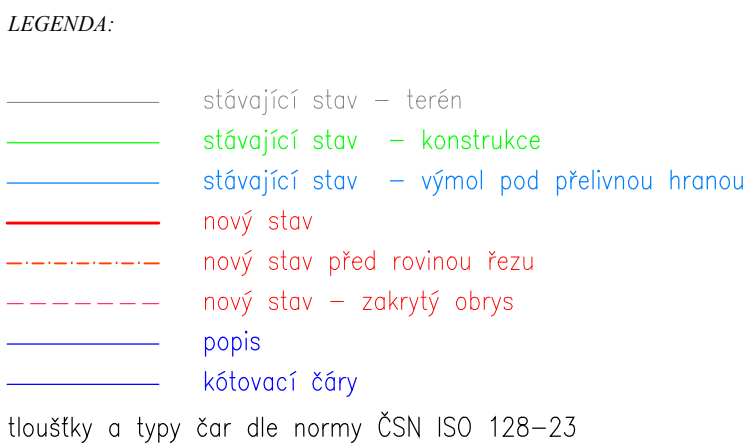 LEGENDA:
stávající stav – terén
stávající stav – konstrukce
stávající stav – výmol pod přelivnou hranou
nový stav
nový stav před rovinou řezu
nový stav – zakrytý obrys
popis
kótovací čáry
tloušťky a typy čar dle normy ČSN ISO 128–23